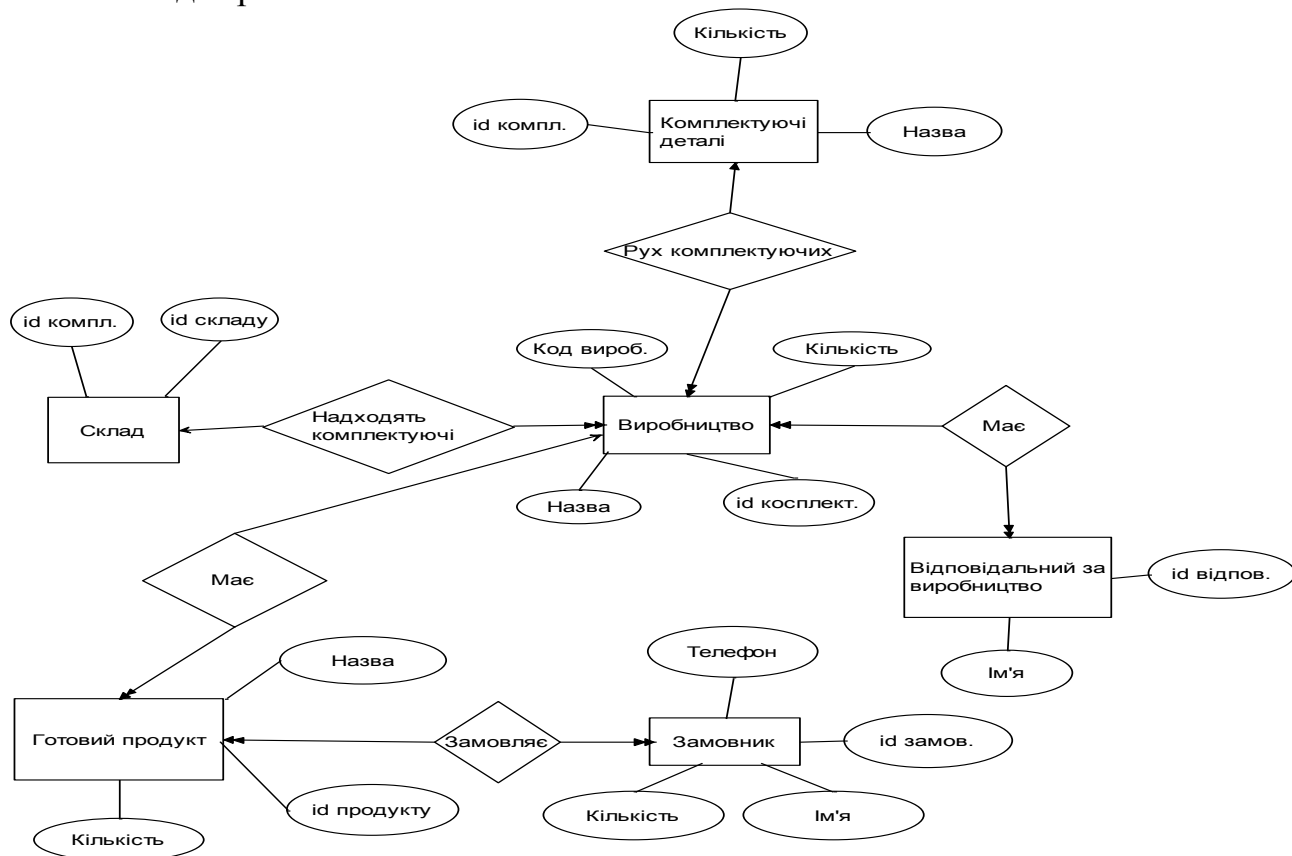 Кількість
id компл.
Комплектуючі
деталі
Назва
Рух комплектуючих
id компл.
id складу
Код вироб.
Кількість
Склад
Надходять
комплектуючі
Виробництво
Має
Назва
id косплект.
Має
Відповідальний за
виробництво
id відпов.
Ім'я
Телефон
Назва
Готовий продукт
Замовляє
Замовник
id замов.
id продукту
Кількість
Ім'я
Кількість